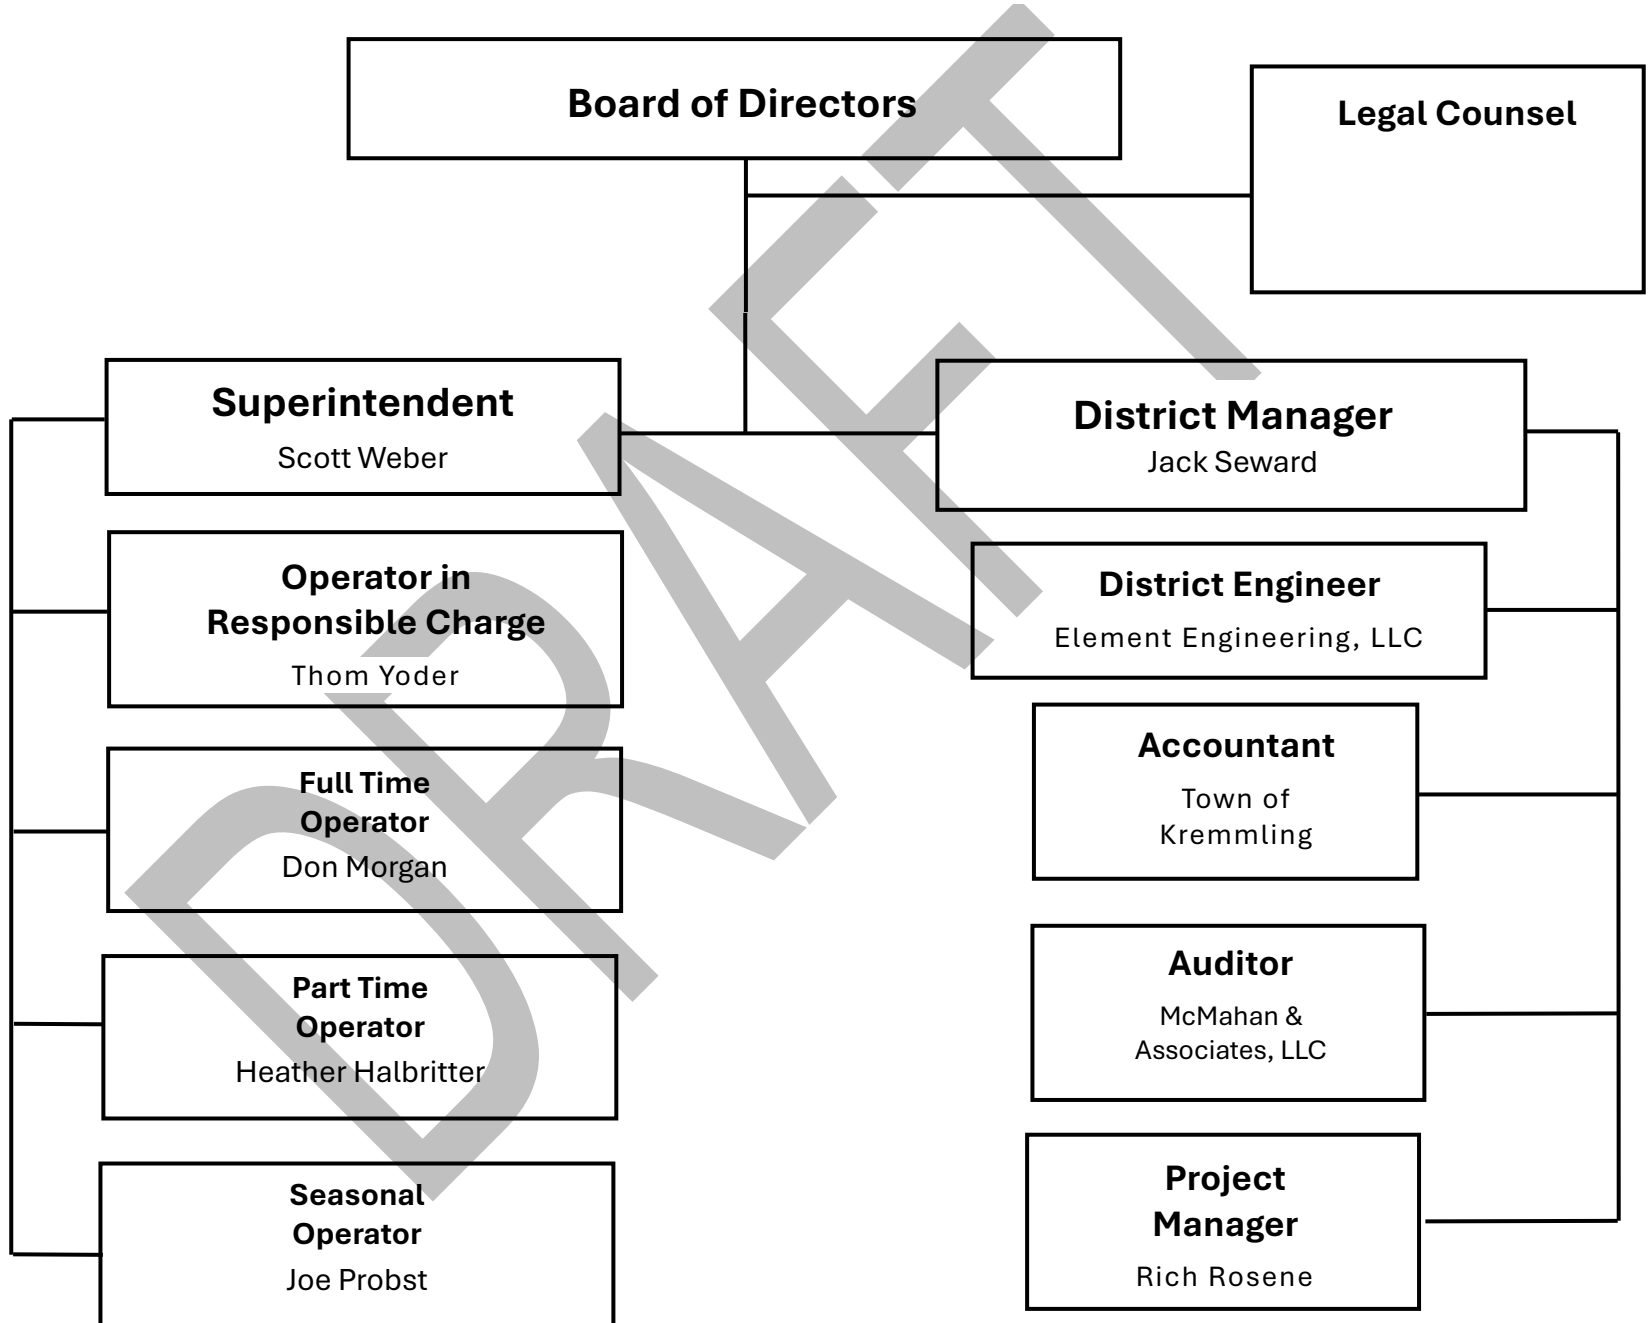 Board of Directors
Legal Counsel
Superintendent
Scott Weber
District Manager
Jack Seward
Operator in
Responsible Charge
Thom Yoder
District Engineer
Element Engineering, LLC
Full Time
Operator
Don Morgan
Accountant
Town of
Kremmling
Part Time
Operator
Heather Halbritter
Auditor
McMahan &
Associates, LLC
Seasonal
Operator
Joe Probst
Project
Manager
Rich Rosene
DRAFT